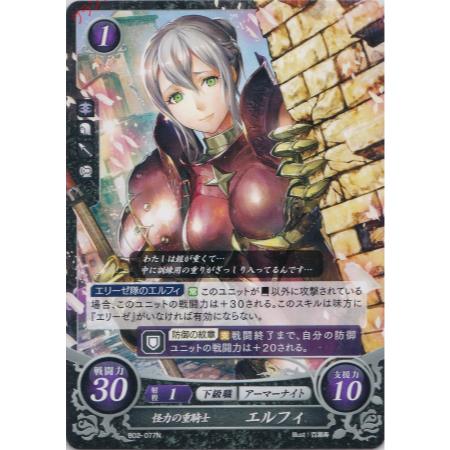 1
わたしは鎧が重くて…
中に訓練用の重りがぎっしり入ってるんです…
エリーゼ隊のエルフィ 常 このユニットが■以外に攻撃されている
場合、このユニットの戦闘力は+30される。このスキルは味方に
『エリーゼ』がいなければ有効にならない。
防御の紋章 防 戦闘終了まで、自分の防御
ユニットの戦闘力は+20される。
戦闘力
30
射程 1 下級職 アーマーナイト
支援力
10
怪力の重騎士 エルフィ
B02-077N
Illust:百瀬寿